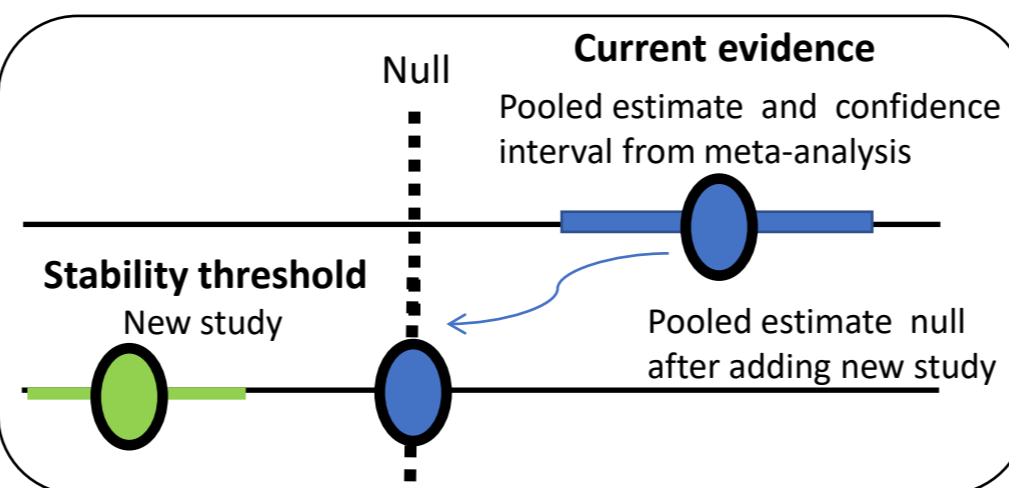 Current evidence
Null
Pooled estimate and confidence
interval from meta-analysis
Stability threshold
New study
Pooled estimate null
after adding new study